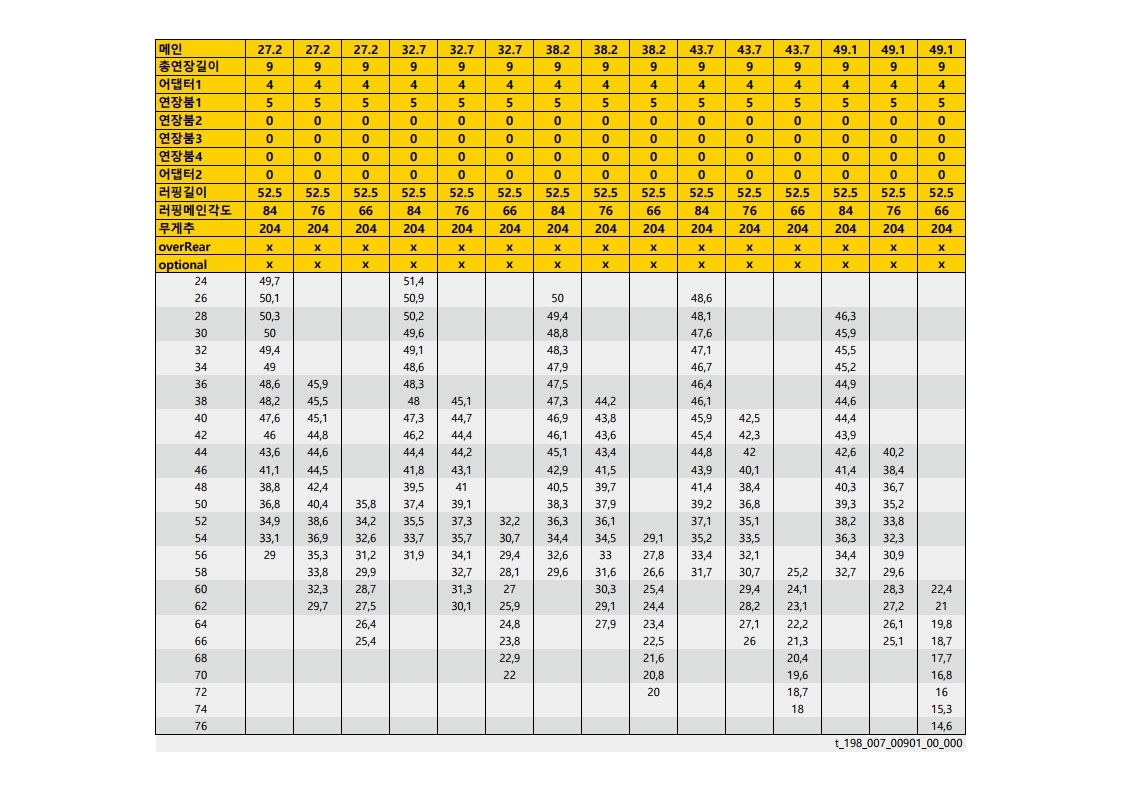 메인 27.2 27.2 27.2 32.7 32.7 32.7 38.2 38.2 38.2 43.7 43.7 43.7 49.1 49.1 49.1
총연장길이 9 9 9 9 9 9 9 9 9 9 9 9 9 9 9
어댑터1 4 4 4 4 4 4 4 4 4 4 4 4 4 4 4
연장붐1 5 5 5 5 5 5 5 5 5 5 5 5 5 5 5
연장붐2 0 0 0 0 0 0 0 0 0 0 0 0 0 0 0
연장붐3 0 0 0 0 0 0 0 0 0 0 0 0 0 0 0
연장붐4 0 0 0 0 0 0 0 0 0 0 0 0 0 0 0
어댑터2 0 0 0 0 0 0 0 0 0 0 0 0 0 0 0
러핑길이 52.5 52.5 52.5 52.5 52.5 52.5 52.5 52.5 52.5 52.5 52.5 52.5 52.5 52.5 52.5
러핑메인각도 84 76 66 84 76 66 84 76 66 84 76 66 84 76 66
무게추 204 204 204 204 204 204 204 204 204 204 204 204 204 204 204
overRear x x x x x x x x x x x x x x x
optional x x x x x x x x x x x x x x x
24 49,7 51,4
26 50,1 50,9 50 48,6
28 50,3 50,2 49,4 48,1 46,3
30 50 49,6 48,8 47,6 45,9
32 49,4 49,1 48,3 47,1 45,5
34 49 48,6 47,9 46,7 45,2
36 48,6 45,9 48,3 47,5 46,4 44,9
38 48,2 45,5 48 45,1 47,3 44,2 46,1 44,6
40 47,6 45,1 47,3 44,7 46,9 43,8 45,9 42,5 44,4
42 46 44,8 46,2 44,4 46,1 43,6 45,4 42,3 43,9
44 43,6 44,6 44,4 44,2 45,1 43,4 44,8 42 42,6 40,2
46 41,1 44,5 41,8 43,1 42,9 41,5 43,9 40,1 41,4 38,4
48 38,8 42,4 39,5 41 40,5 39,7 41,4 38,4 40,3 36,7
50 36,8 40,4 35,8 37,4 39,1 38,3 37,9 39,2 36,8 39,3 35,2
52 34,9 38,6 34,2 35,5 37,3 32,2 36,3 36,1 37,1 35,1 38,2 33,8
54 33,1 36,9 32,6 33,7 35,7 30,7 34,4 34,5 29,1 35,2 33,5 36,3 32,3
56 29 35,3 31,2 31,9 34,1 29,4 32,6 33 27,8 33,4 32,1 34,4 30,9
58 33,8 29,9 32,7 28,1 29,6 31,6 26,6 31,7 30,7 25,2 32,7 29,6
60 32,3 28,7 31,3 27 30,3 25,4 29,4 24,1 28,3 22,4
62 29,7 27,5 30,1 25,9 29,1 24,4 28,2 23,1 27,2 21
64 26,4 24,8 27,9 23,4 27,1 22,2 26,1 19,8
66 25,4 23,8 22,5 26 21,3 25,1 18,7
68 22,9 21,6 20,4 17,7
70 22 20,8 19,6 16,8
72 20 18,7 16
74 18 15,3
76 14,6
t_198_007_00901_00_000